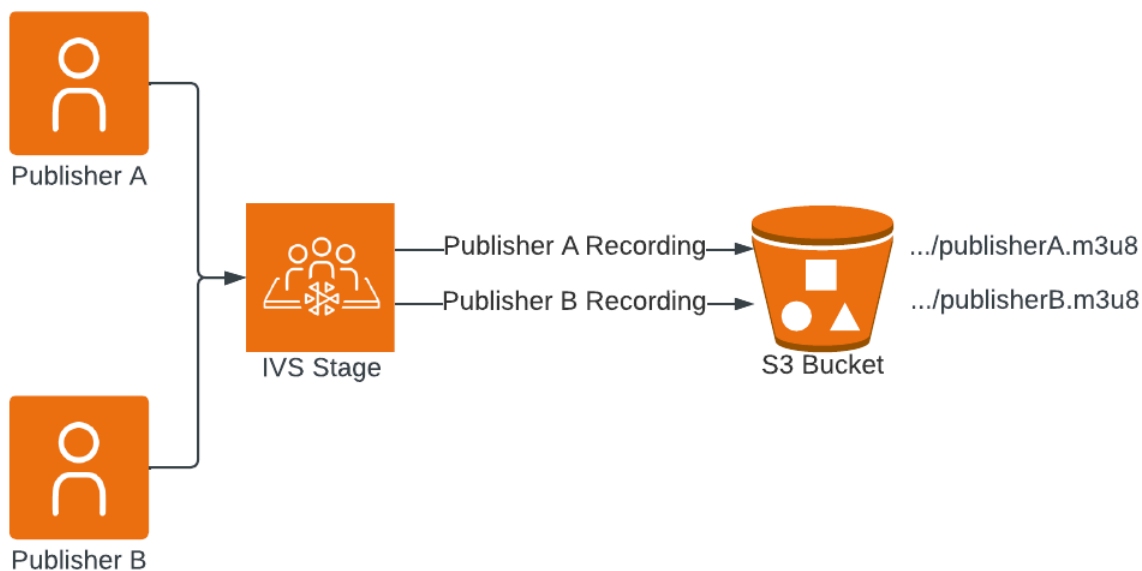 Publisher A
IVS Stage
Publisher A Recording
Publisher B Recording
S3 Bucket
.../publisherA.m3u8
.../publisherB.m3u8
Publisher B